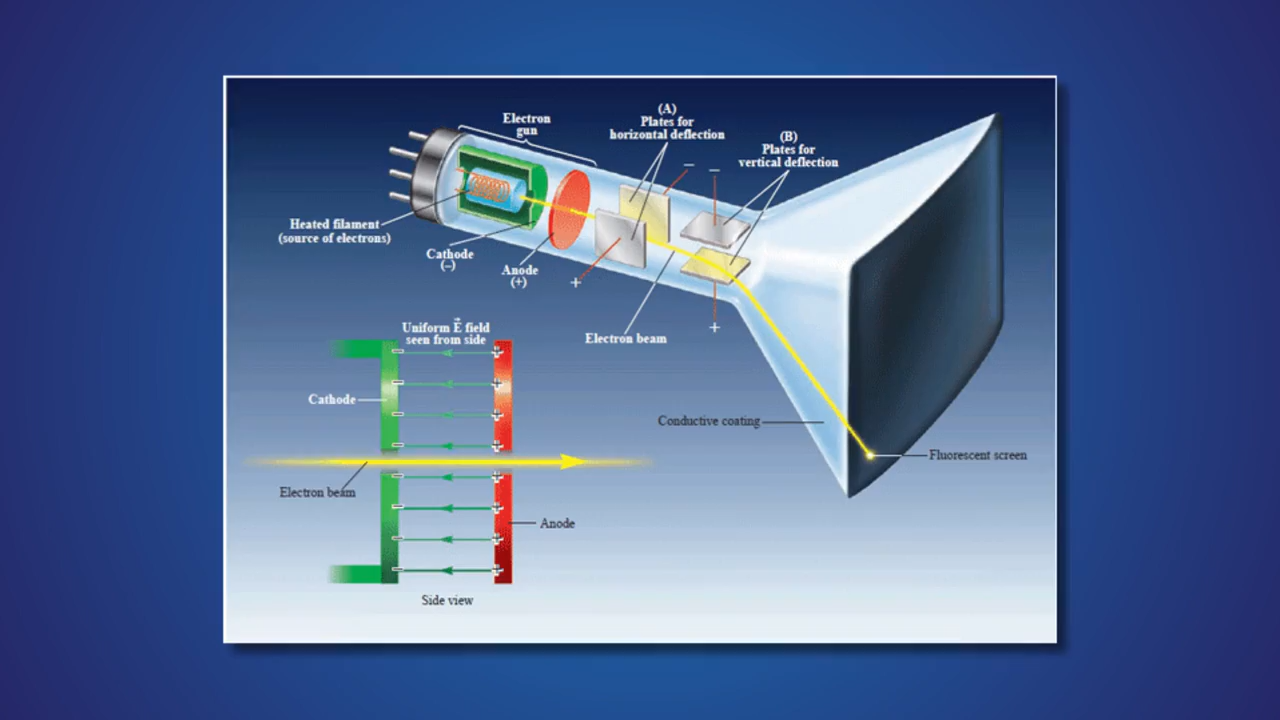 Electron
gun
(A)
Plates for
horizontal deflection
(B)
Plates for
vertical deflection
−
−
Heated filament
(source of electrons)
Cathode
(−)
Anode
(+)
+
+
Electron beam
Uniform E⃗ field
seen from side
Cathode
Conductive coating
Fluorescent screen
Electron beam
Anode
Side view